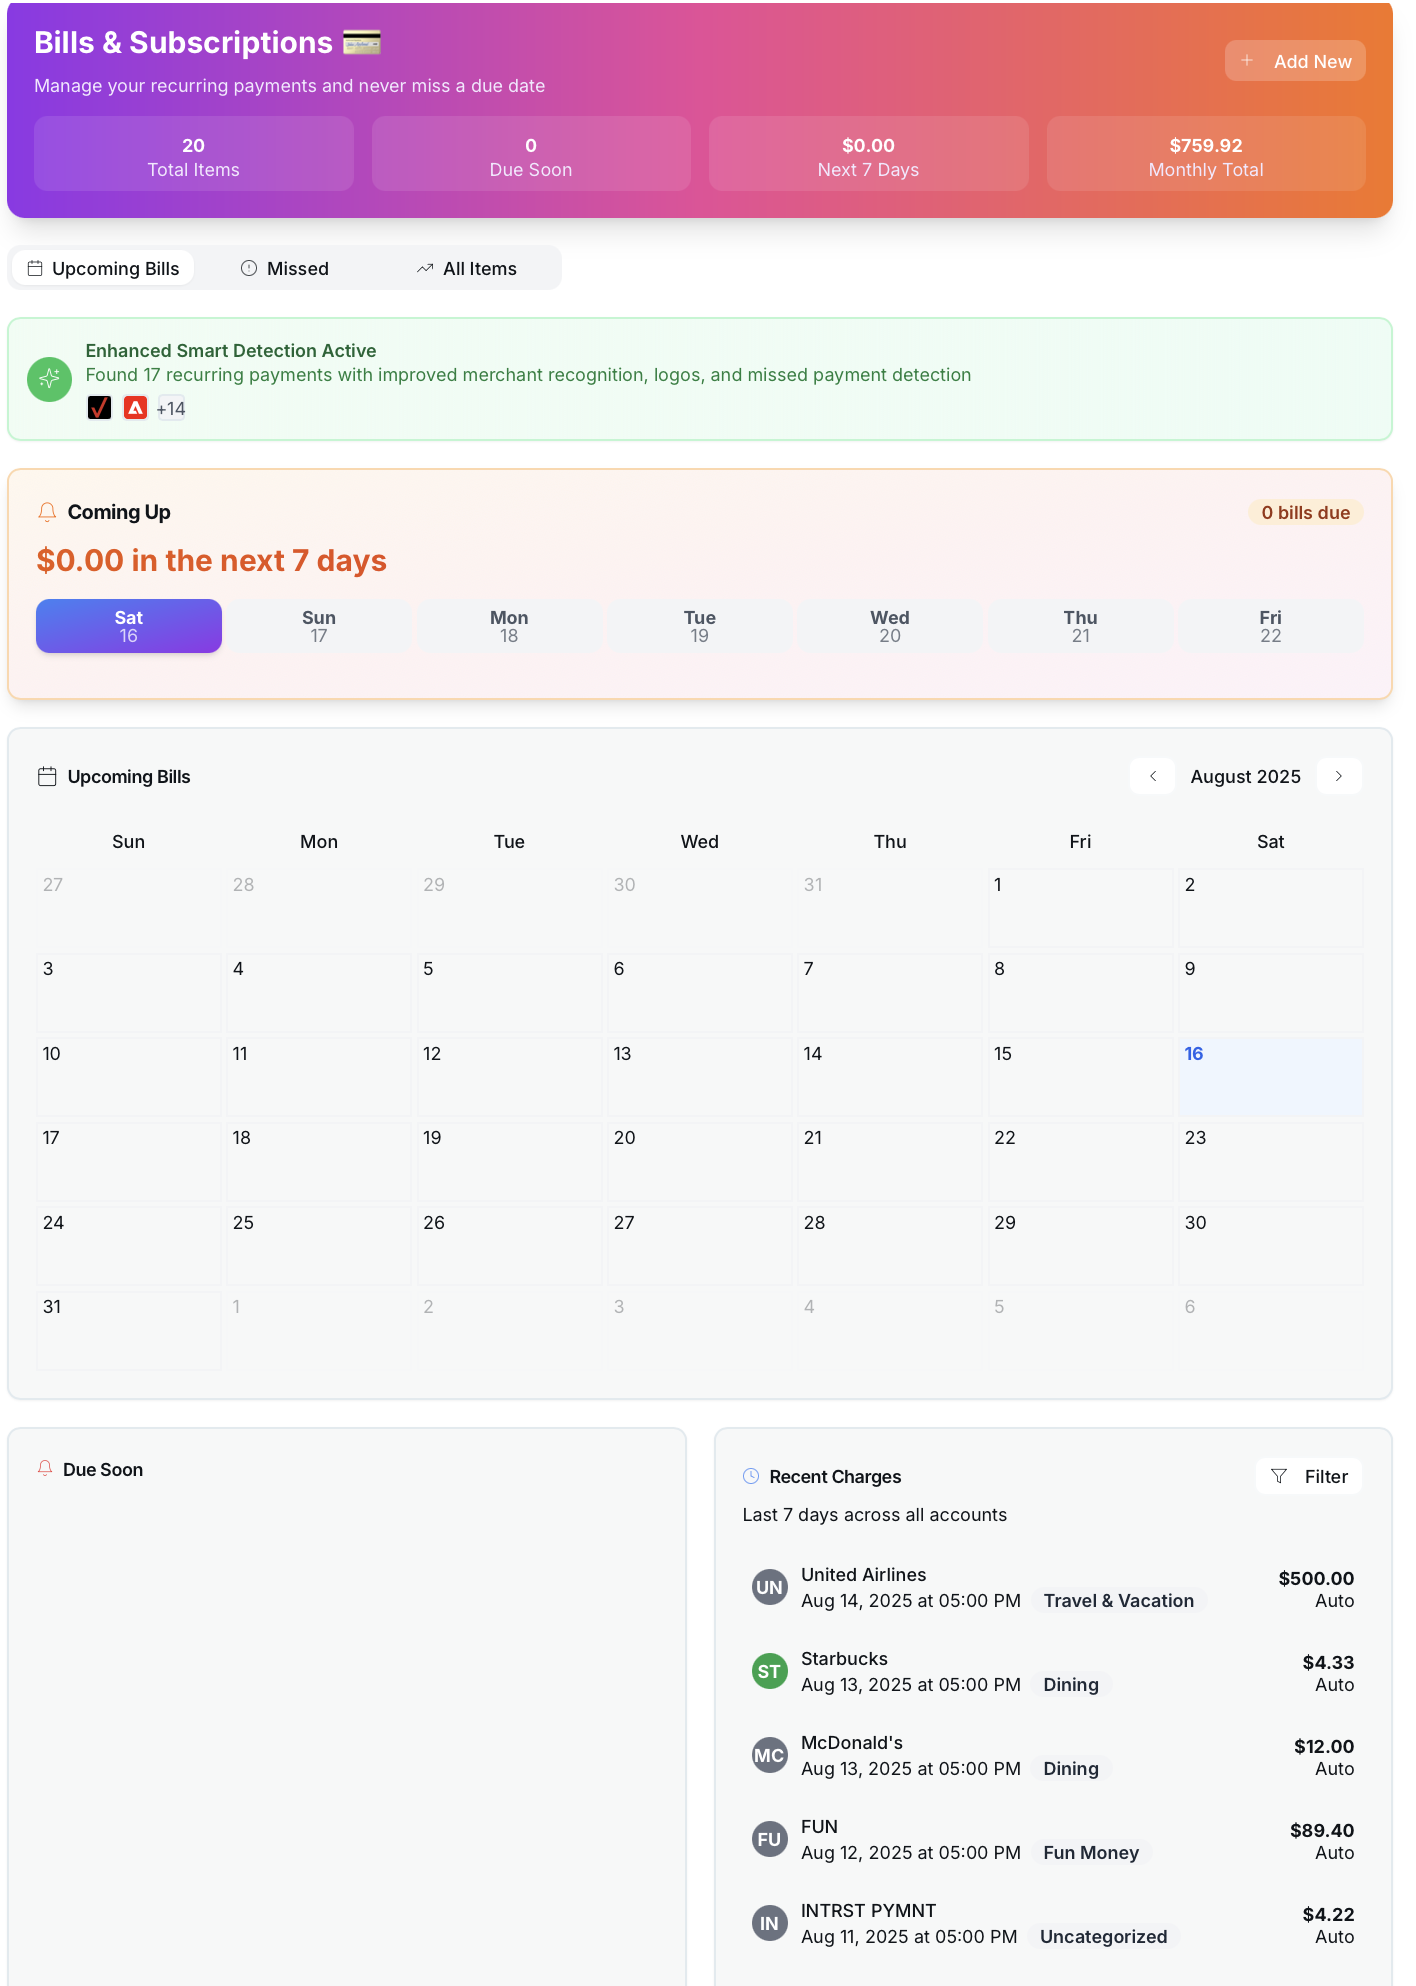 Bills & Subscriptions
Manage your recurring payments and never miss a due date
+ Add New
20
Total Items
0
Due Soon
$0.00
Next 7 Days
$759.92
Monthly Total
Upcoming Bills
Missed
All Items
Enhanced Smart Detection Active
Found 17 recurring payments with improved merchant recognition, logos, and missed payment detection
+14
Coming Up
0 bills due
$0.00 in the next 7 days
Sat Sun Mon Tue Wed Thu Fri
16 17 18 19 20 21 22
Upcoming Bills
August 2025
Sun Mon Tue Wed Thu Fri Sat
27 28 29 30 31 1 2
3 4 5 6 7 8 9
10 11 12 13 14 15 16
17 18 19 20 21 22 23
24 25 26 27 28 29 30
31 1 2 3 4 5 6
Due Soon
Recent Charges
Filter
Last 7 days across all accounts
UN
United Airlines
$500.00
Aug 14, 2025 at 05:00 PM Travel & Vacation
Auto
ST
Starbucks
$4.33
Aug 13, 2025 at 05:00 PM Dining
Auto
MC
McDonald's
$12.00
Aug 13, 2025 at 05:00 PM Dining
Auto
FU
FUN
$89.40
Aug 12, 2025 at 05:00 PM Fun Money
Auto
IN
INTRST PYMNT
$4.22
Aug 11, 2025 at 05:00 PM Uncategorized
Auto